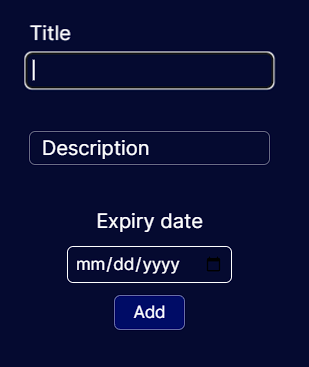 Title
Description
Expiry date
mm/dd/yyyy
Add